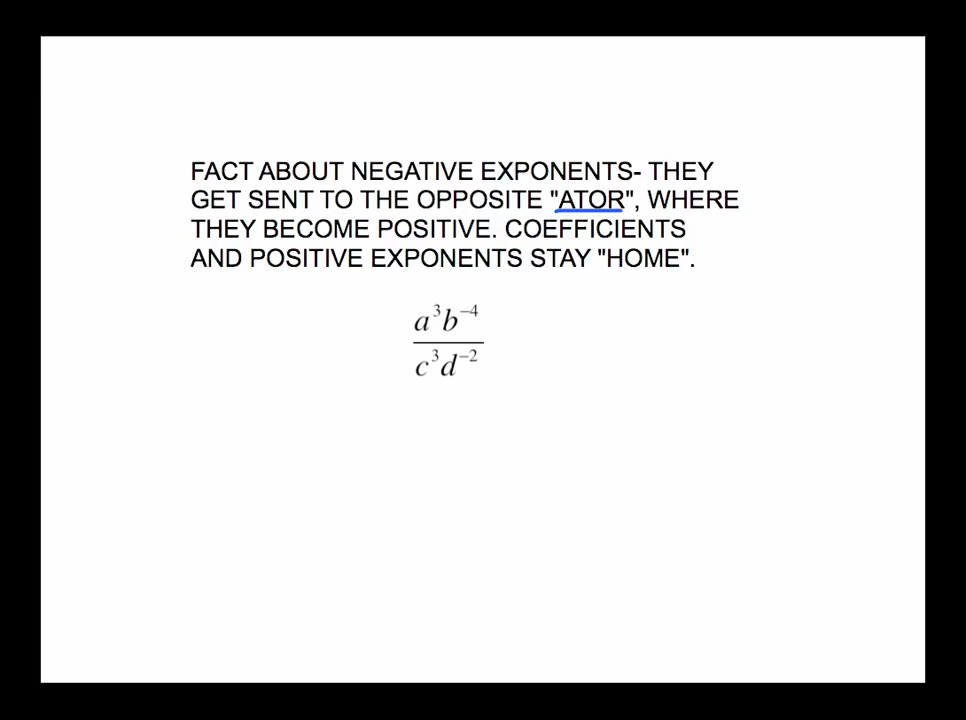 FACT ABOUT NEGATIVE EXPONENTS- THEY
GET SENT TO THE OPPOSITE "ATOR", WHERE
THEY BECOME POSITIVE. COEFFICIENTS
AND POSITIVE EXPONENTS STAY "HOME".
a³b⁻⁴
c³d⁻²